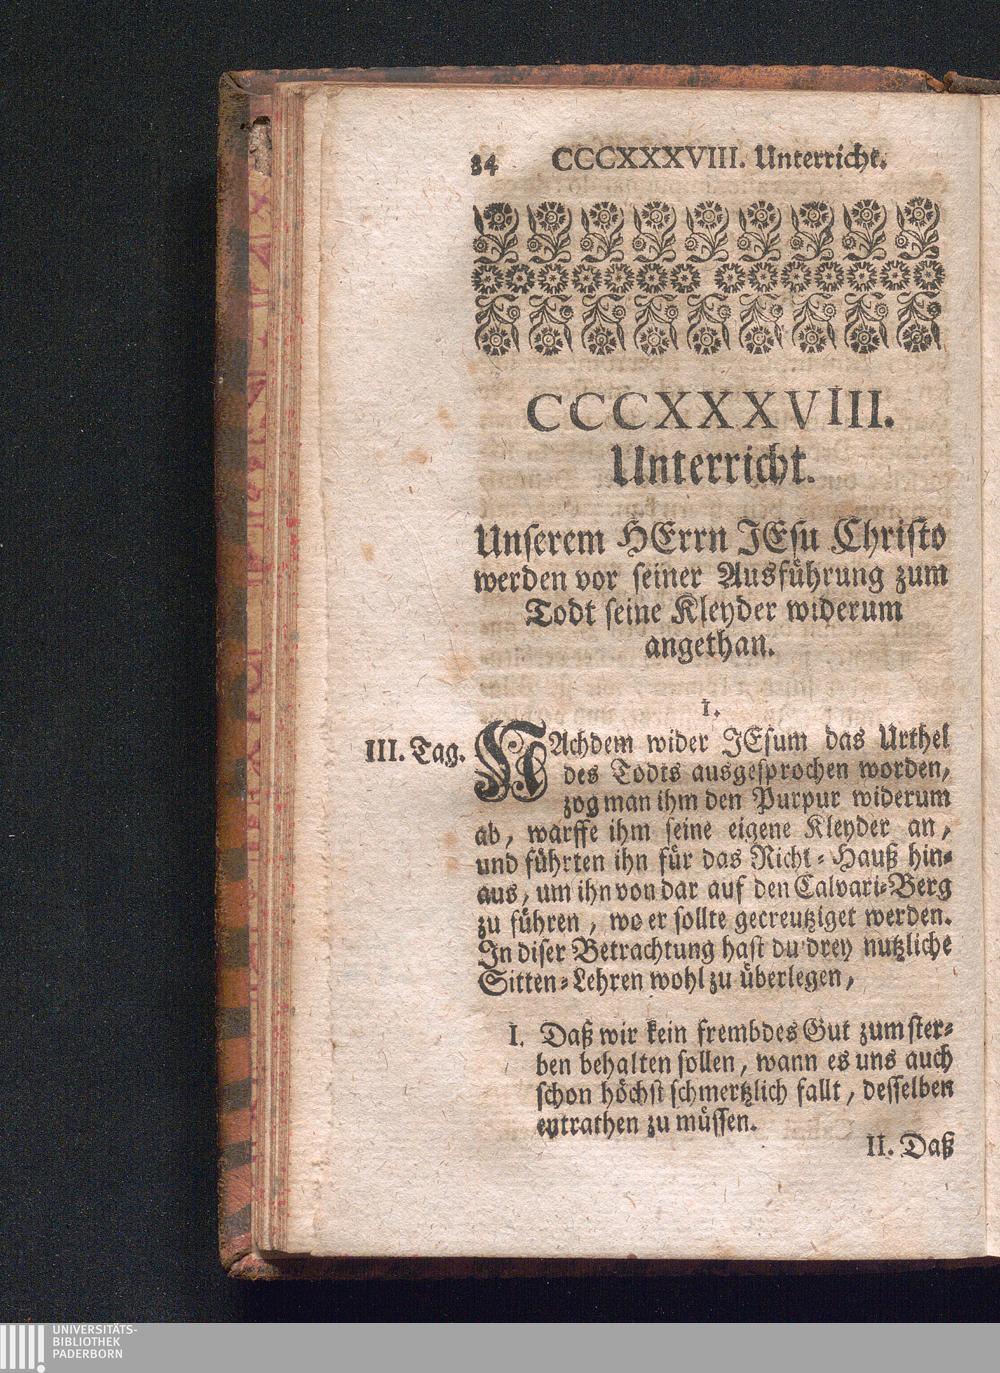 34 CCCXXXVIII. Unterricht.
CCCXXXVIII.
Unterricht.
Unserem HErrn JEsu Christo
werden vor seiner Ausführung zum
Todt seine Kleyder widerum
angethan.
I.
III. Tag.
NAchdem wider JEsum das Urthel
des Todts ausgesprochen worden,
zog man ihm den Purpur widerum
ab, warffe ihm seine eigene Kleyder an,
und führten ihn für das Richt-Hauß hin-
aus, um ihn von dar auf den Calvari-Berg
zu führen, wo er sollte gecreutziget werden.
In diser Betrachtung hast du drey nutzliche
Sitten-Lehren wohl zu überlegen,
I. Daß wir kein frembdes Gut zum ster-
ben behalten sollen, wann es uns auch
schon höchst schmertzlich fallt, desselben
entrathen zu müssen.
II. Daß
UNIVERSITÄTS-
BIBLIOTHEK
PADERBORN